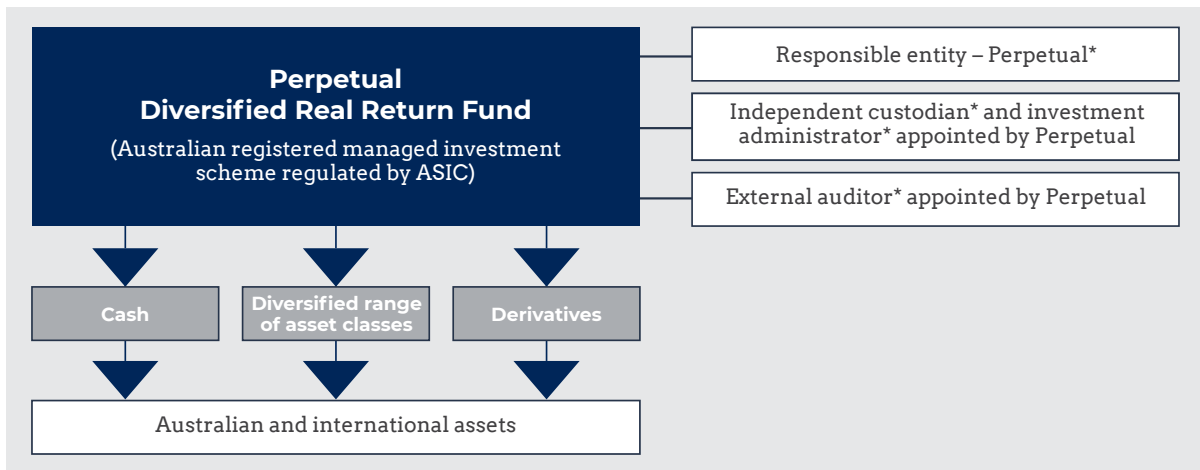 Perpetual
Diversified Real Return Fund
(Australian registered managed investment
scheme regulated by ASIC)
Responsible entity – Perpetual*
Independent custodian* and investment
administrator* appointed by Perpetual
External auditor* appointed by Perpetual
Cash
Diversified range
of asset classes
Derivatives
Australian and international assets